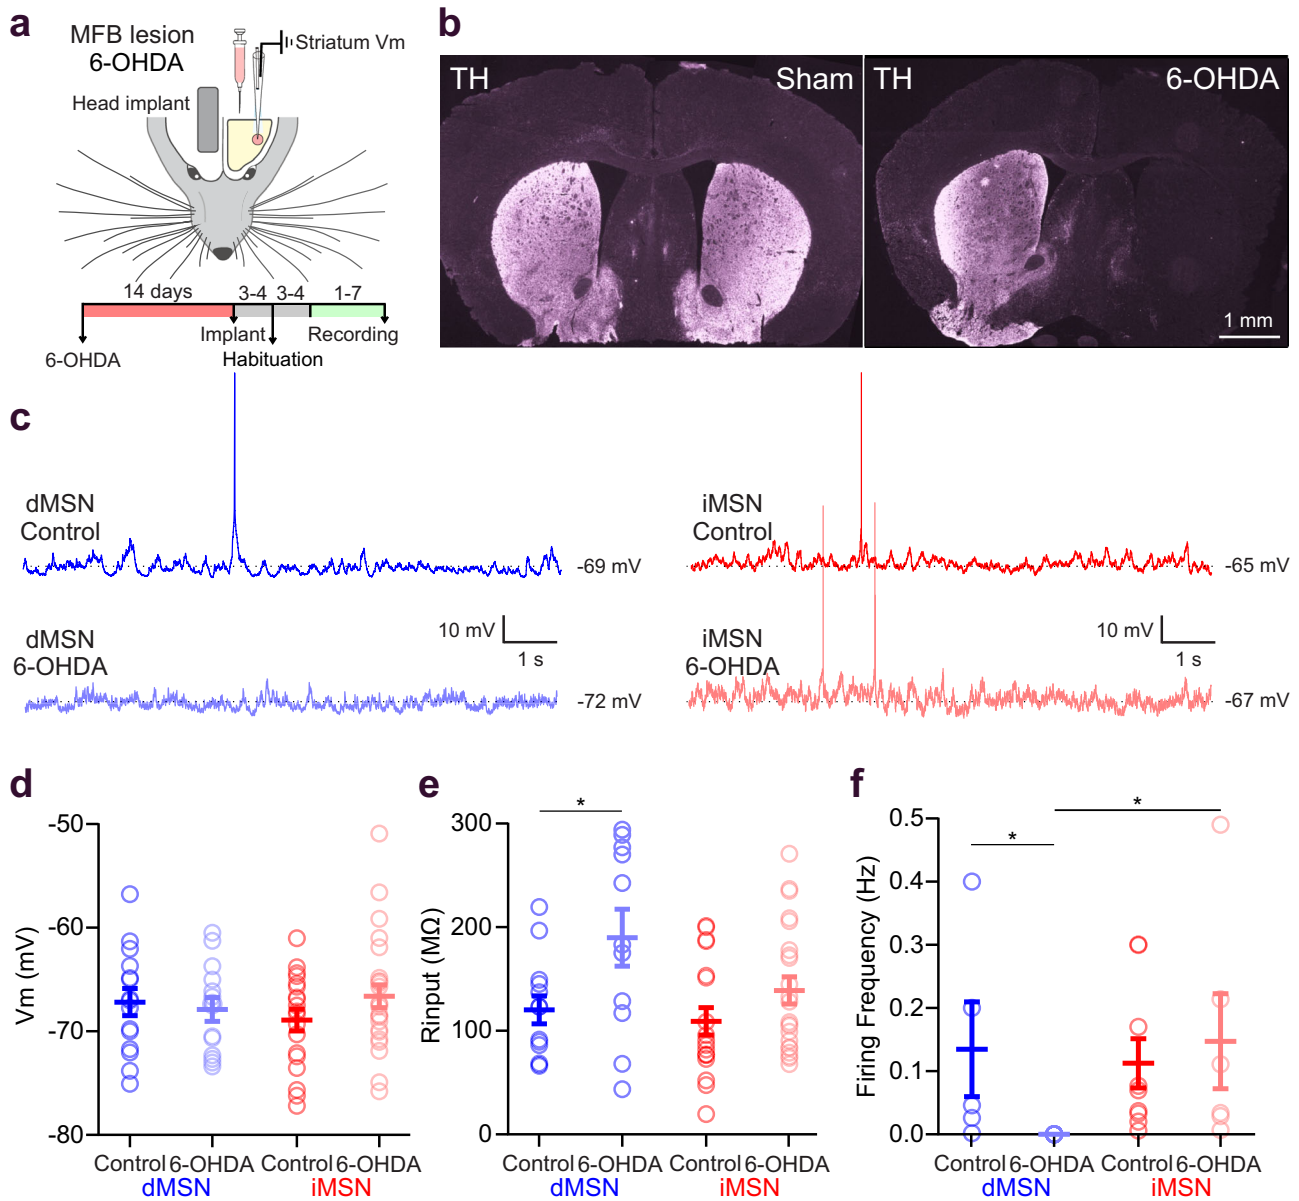 a
MFB lesion
6-OHDA
Striatum Vm
Head implant
14 days
3-4
3-4
1-7
Implant
Recording
6-OHDA
Habituation
b
TH
Sham
TH
6-OHDA
1 mm
c
dMSN
Control
-69 mV
dMSN
6-OHDA
10 mV
1 s
-72 mV
iMSN
Control
-65 mV
iMSN
6-OHDA
10 mV
1 s
-67 mV
d
Vm (mV)
-50
-60
-70
-80
Control 6-OHDA Control 6-OHDA
dMSN iMSN
e
*
Rinput (MΩ)
300
200
100
0
Control 6-OHDA Control 6-OHDA
dMSN iMSN
f
*
*
Firing Frequency (Hz)
0.5
0.4
0.3
0.2
0.1
0.0
Control 6-OHDA Control 6-OHDA
dMSN iMSN